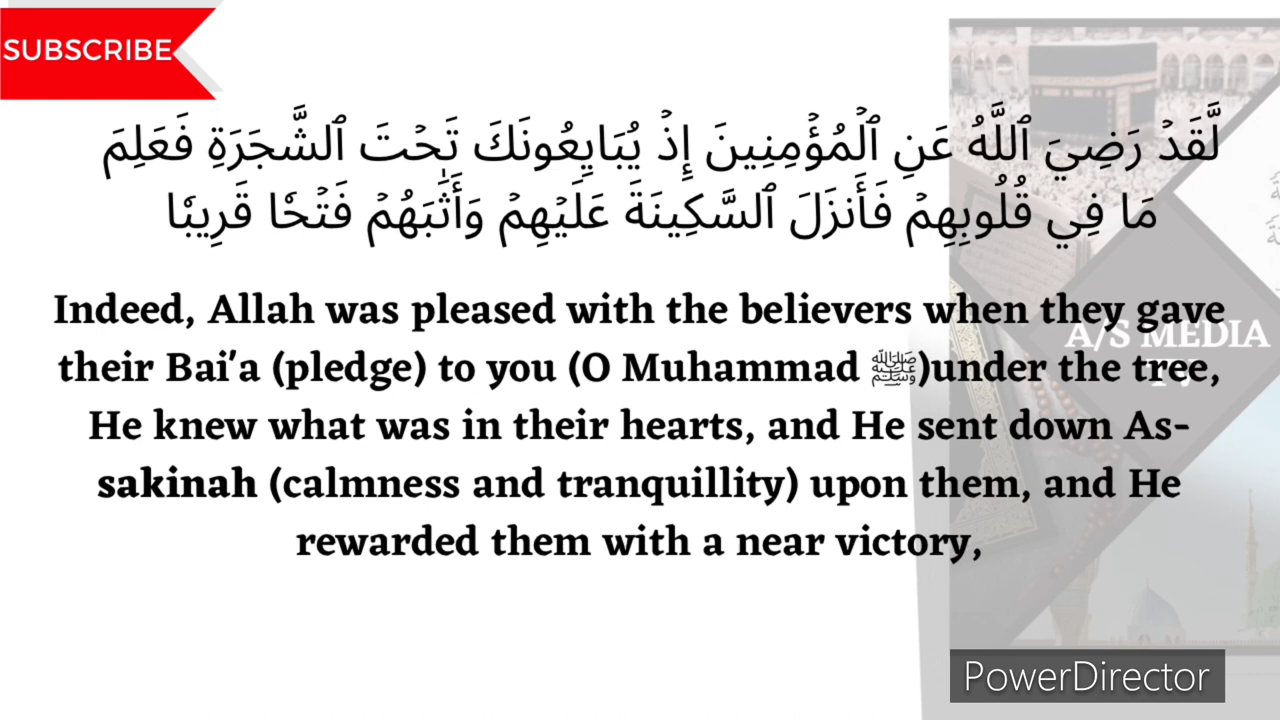 SUBSCRIBE
لَّقَدۡ رَضِيَ ٱللَّهُ عَنِ ٱلۡمُؤۡمِنِينَ إِذۡ يُبَايِعُونَكَ تَحۡتَ ٱلشَّجَرَةِ فَعَلِمَ
مَا فِي قُلُوبِهِمۡ فَأَنزَلَ ٱلسَّكِينَةَ عَلَيۡهِمۡ وَأَثَٰبَهُمۡ فَتۡحٗا قَرِيبٗا
Indeed, Allah was pleased with the believers when they gave
their Bai'a (pledge) to you (O Muhammad ﷺ)under the tree,
He knew what was in their hearts, and He sent down As-
sakinah (calmness and tranquillity) upon them, and He
rewarded them with a near victory,
A/S MEDIA
TV
PowerDirector